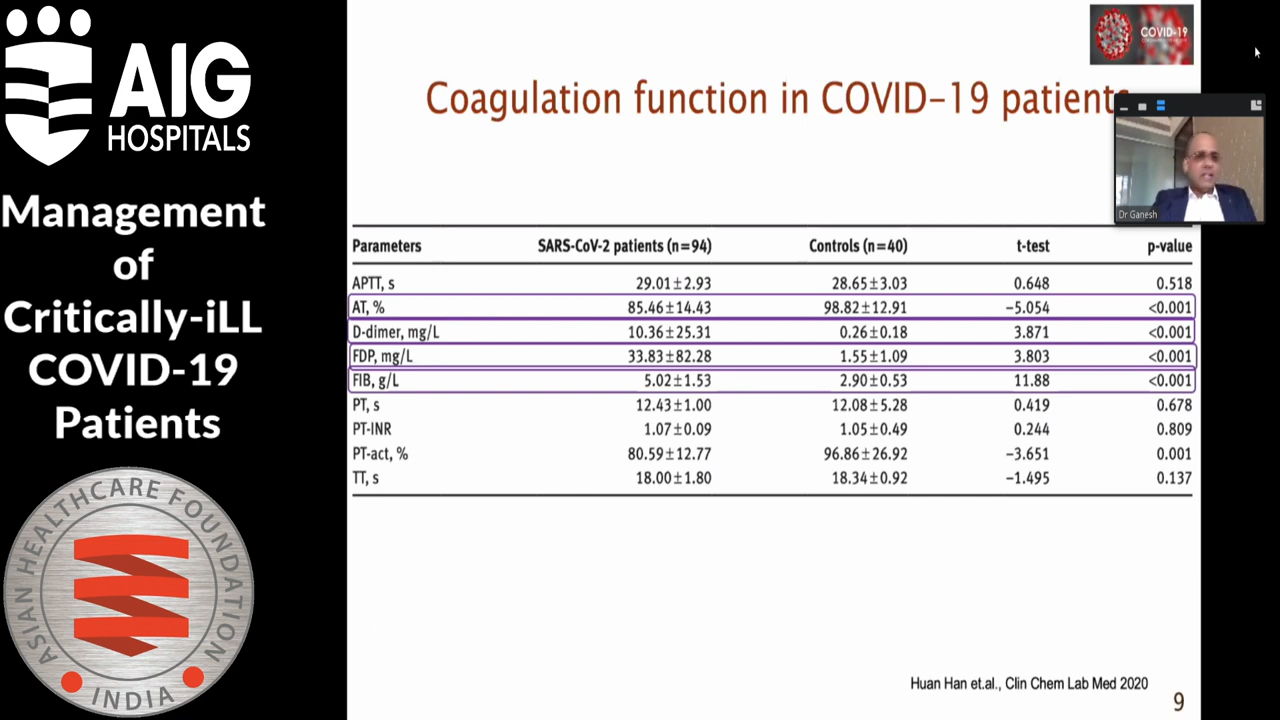 AIG
HOSPITALS
Management
of
Critically-iLL
COVID-19
Patients
ASIAN HEALTHCARE FOUNDATION
INDIA
COVID-19
Coagulation function in COVID-19 patients
Dr Ganesh
Parameters SARS-CoV-2 patients (n=94) Controls (n=40) t-test p-value
APTT, s 29.01±2.93 28.65±3.03 0.648 0.518
AT, % 85.46±14.43 98.82±12.91 −5.054 <0.001
D-dimer, mg/L 10.36±25.31 0.26±0.18 3.871 <0.001
FDP, mg/L 33.83±82.28 1.55±1.09 3.803 <0.001
FIB, g/L 5.02±1.53 2.90±0.53 11.88 <0.001
PT, s 12.43±1.00 12.08±5.28 0.419 0.678
PT-INR 1.07±0.09 1.05±0.49 0.244 0.809
PT-act, % 80.59±12.77 96.86±26.92 −3.651 0.001
TT, s 18.00±1.80 18.34±0.92 −1.495 0.137
Huan Han et.al., Clin Chem Lab Med 2020
9